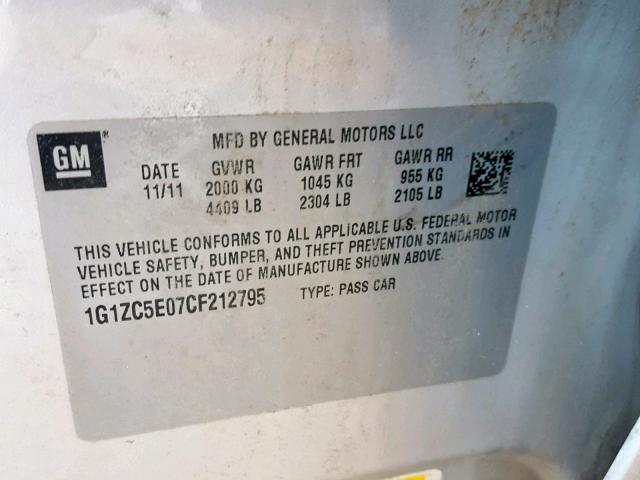 GM®
MFD BY GENERAL MOTORS LLC
DATE GVWR GAWR FRT GAWR RR
11/11 2000 KG 1045 KG 955 KG
4409 LB 2304 LB 2105 LB
THIS VEHICLE CONFORMS TO ALL APPLICABLE U.S. FEDERAL MOTOR
VEHICLE SAFETY, BUMPER, AND THEFT PREVENTION STANDARDS IN
EFFECT ON THE DATE OF MANUFACTURE SHOWN ABOVE.
1G1ZC5E07CF212795 TYPE: PASS CAR